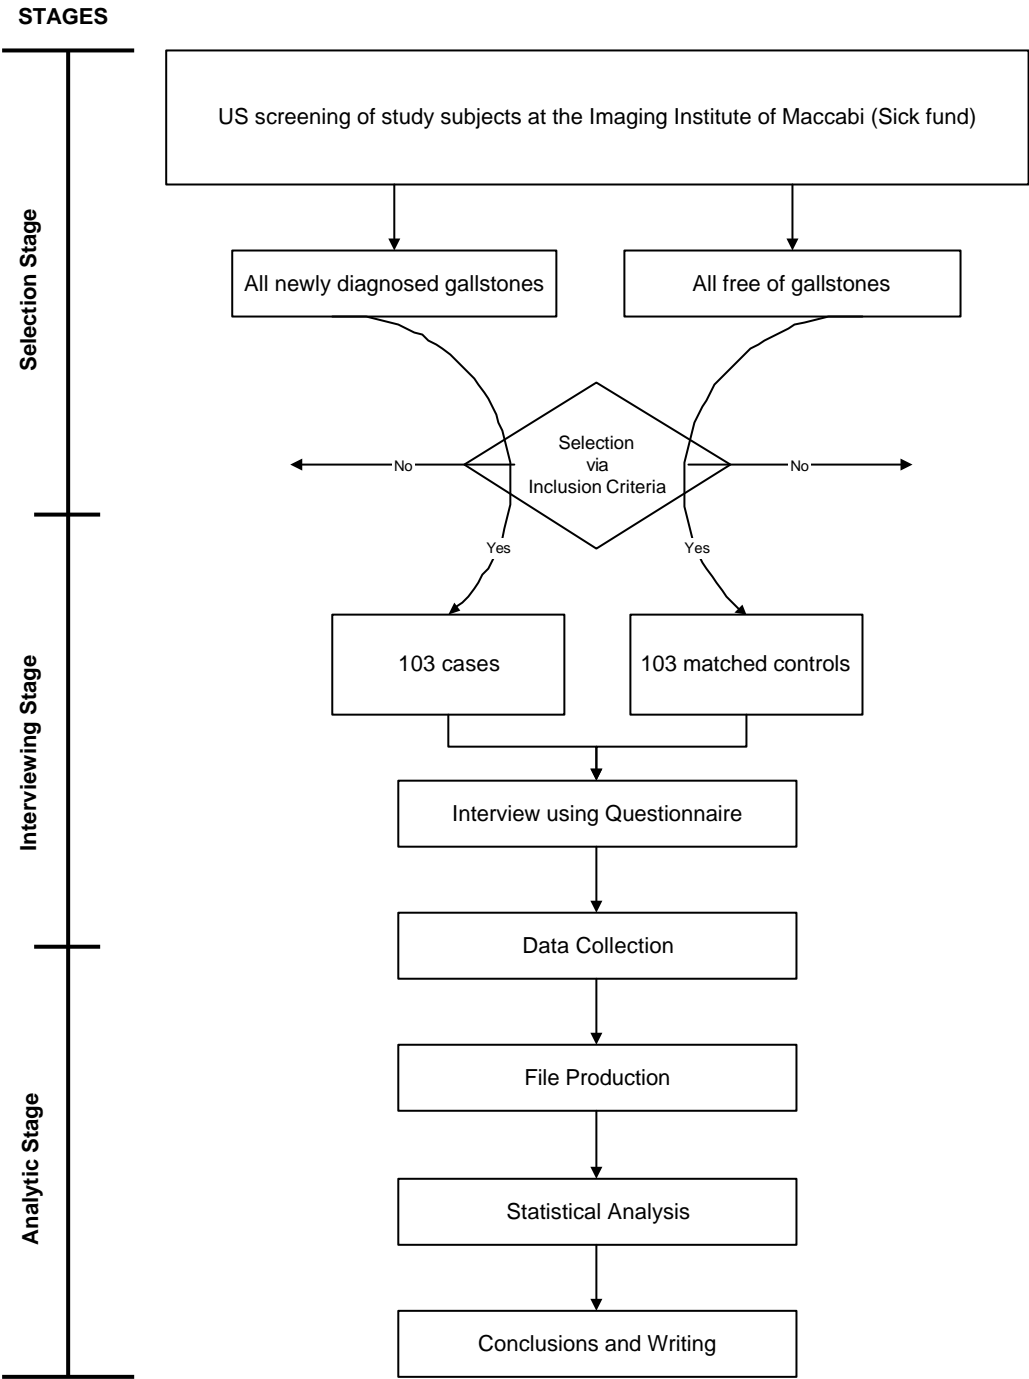 STAGES
US screening of study subjects at the Imaging Institute of Maccabi (Sick fund)
Selection Stage
All newly diagnosed gallstones
All free of gallstones
Selection
via
Inclusion Criteria
No
No
Yes
Yes
Interviewing Stage
103 cases
103 matched controls
Interview using Questionnaire
Data Collection
Analytic Stage
File Production
Statistical Analysis
Conclusions and Writing